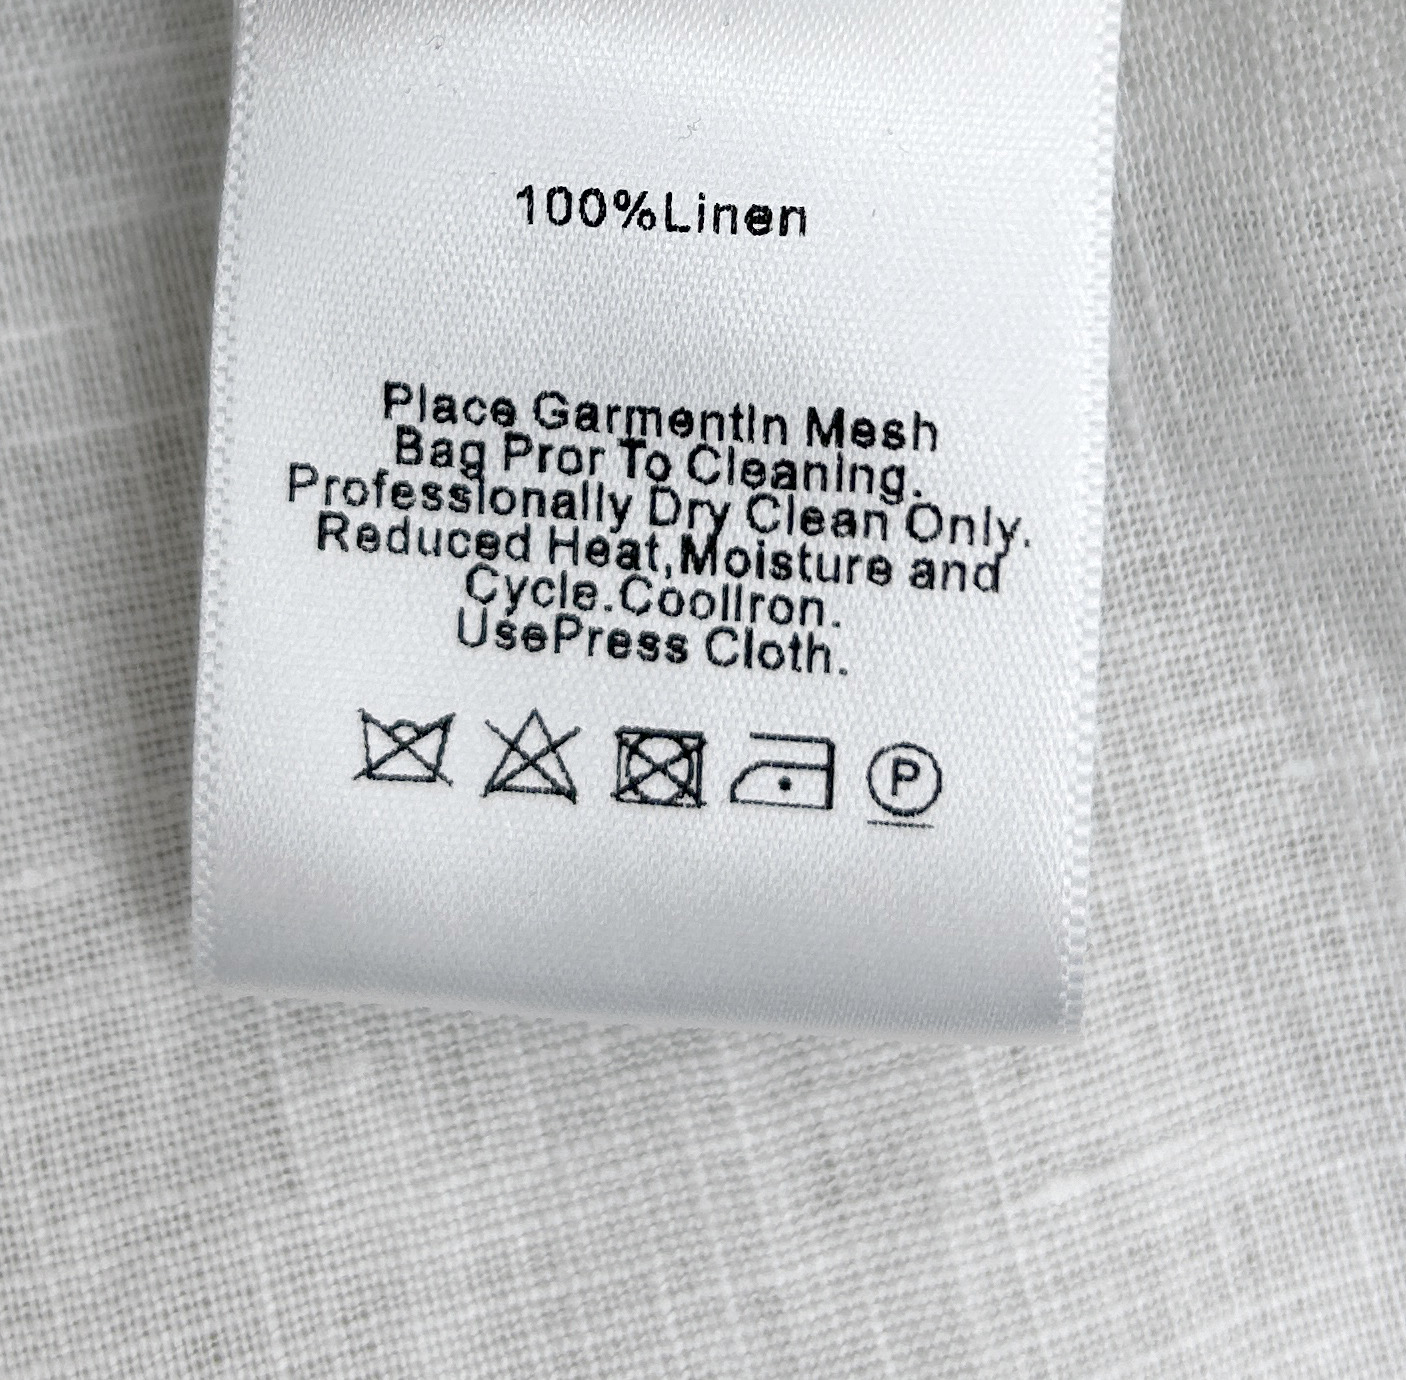 100%Linen
Place GarmentIn Mesh
Bag Pror To Cleaning.
Professionally Dry Clean Only.
Reduced Heat,Moisture and
Cycle.CoolIron.
UsePress Cloth.
P